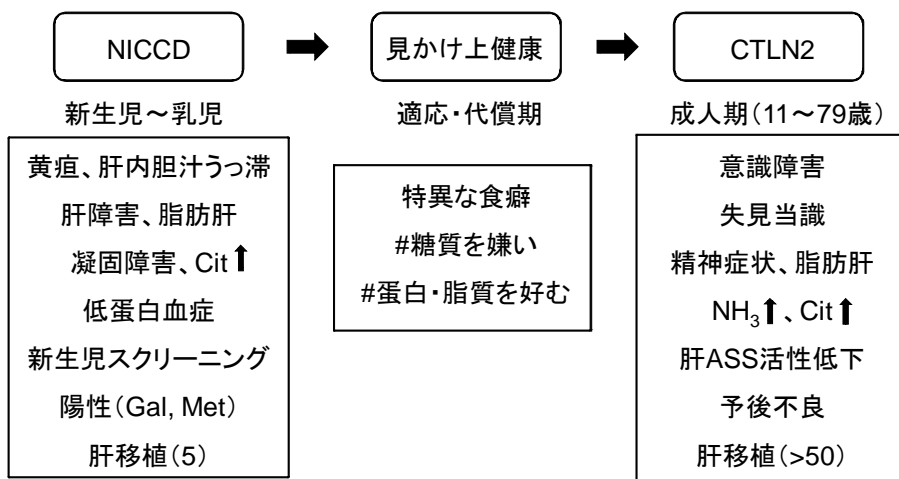 NICCD
見かけ上健康
CTLN2
新生児～乳児
適応・代償期
成人期(11～79歳)
黄疸、肝内胆汁うっ滞
肝障害、脂肪肝
凝固障害、Cit⬆
低蛋白血症
新生児スクリーニング
陽性(Gal, Met)
肝移植(5)
特異な食癖
#糖質を嫌い
#蛋白・脂質を好む
意識障害
失見当識
精神症状、脂肪肝
NH₃⬆、Cit⬆
肝ASS活性低下
予後不良
肝移植(>50)